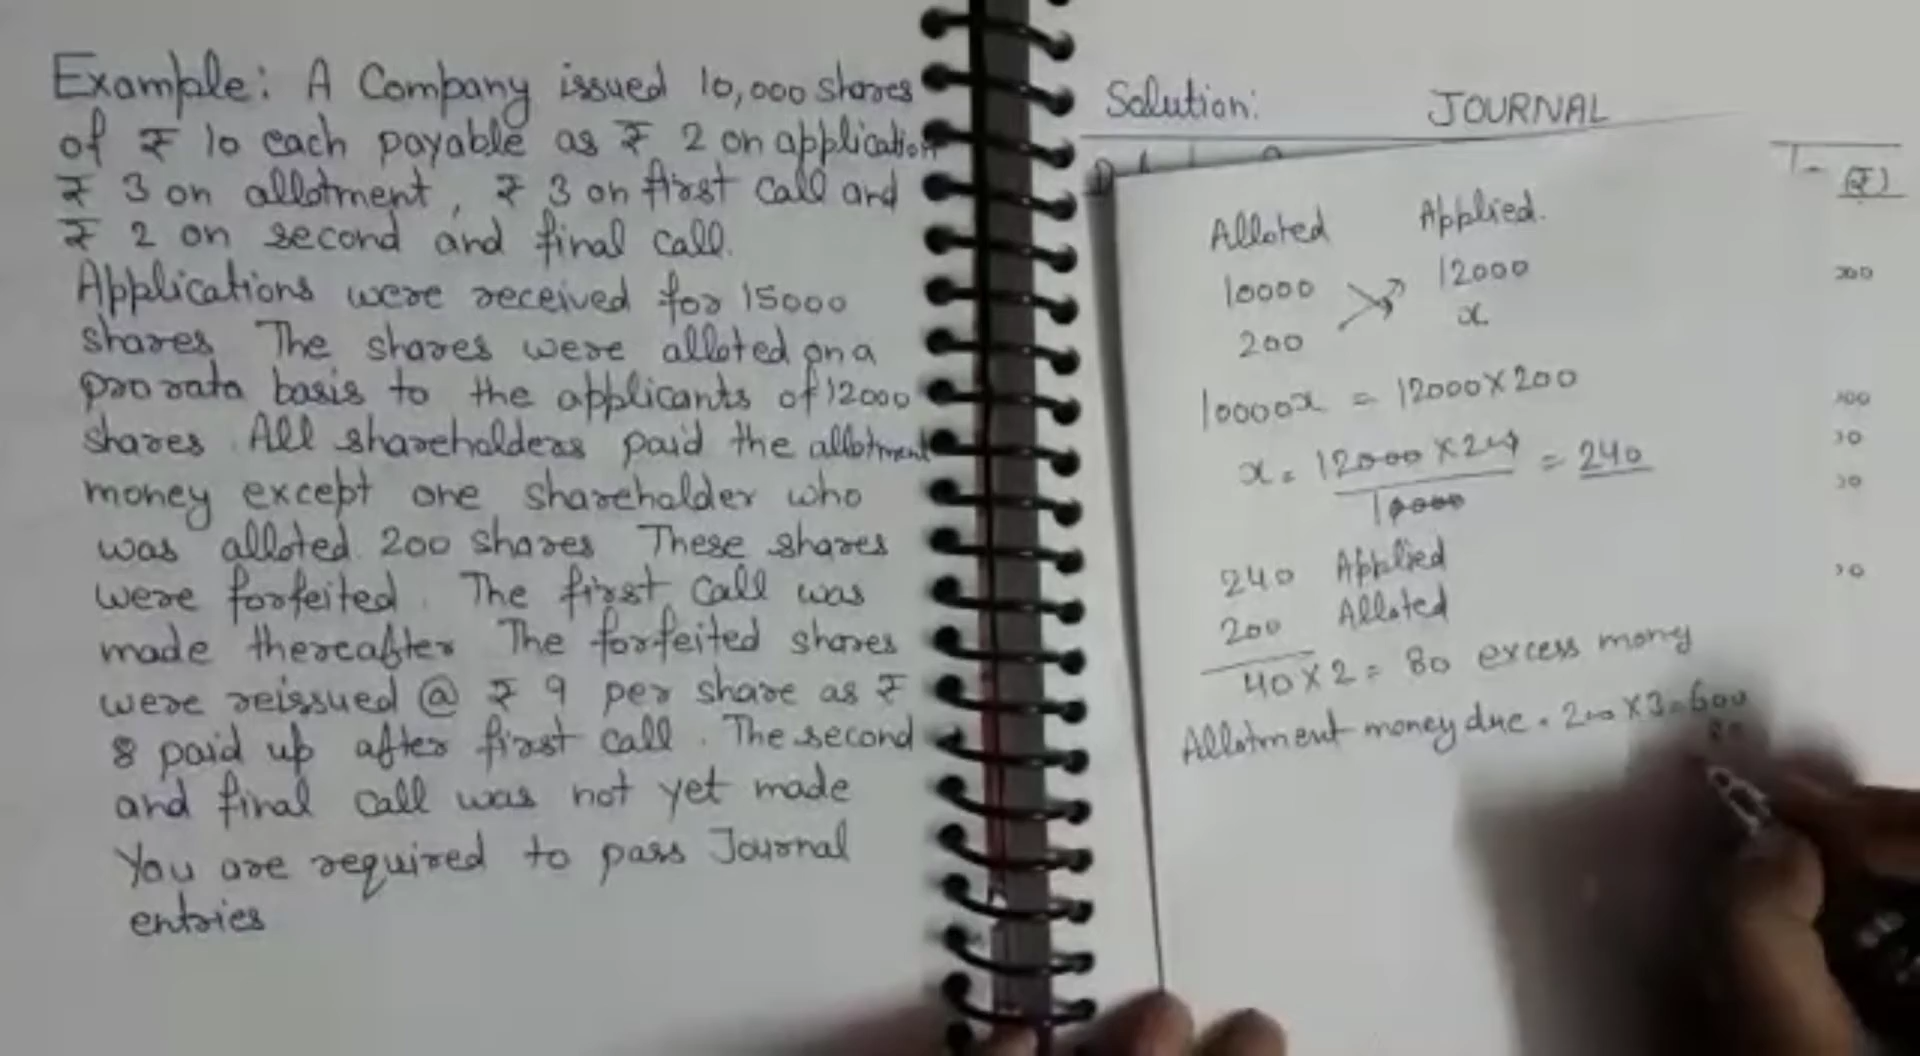 Example: A Company issued 10,000 shares
of ₹ 10 each payable as ₹ 2 on application
₹ 3 on allotment, ₹ 3 on first call and
₹ 2 on second and final call.
Applications were received for 15000
shares The shares were alloted on a
pro rata basis to the applicants of 12000
shares. All shareholders paid the allotment
money except one shareholder who
was alloted 200 shares These shares
were forfeited. The first call was
made thereafter The forfeited shares
were reissued @ ₹ 9 per share as ₹
8 paid up after first call. The second
and final call was not yet made
You are required to pass Journal
entries
Solution: JOURNAL
(₹)
Alloted Applied.
10000 12000
200 x
10000x = 12000 X 200
x = 12000 X 200 = 240
10000
240 Applied
200 Alloted
40 X 2 = 80 excess money
Allotment money due = 200 X 3 = 600